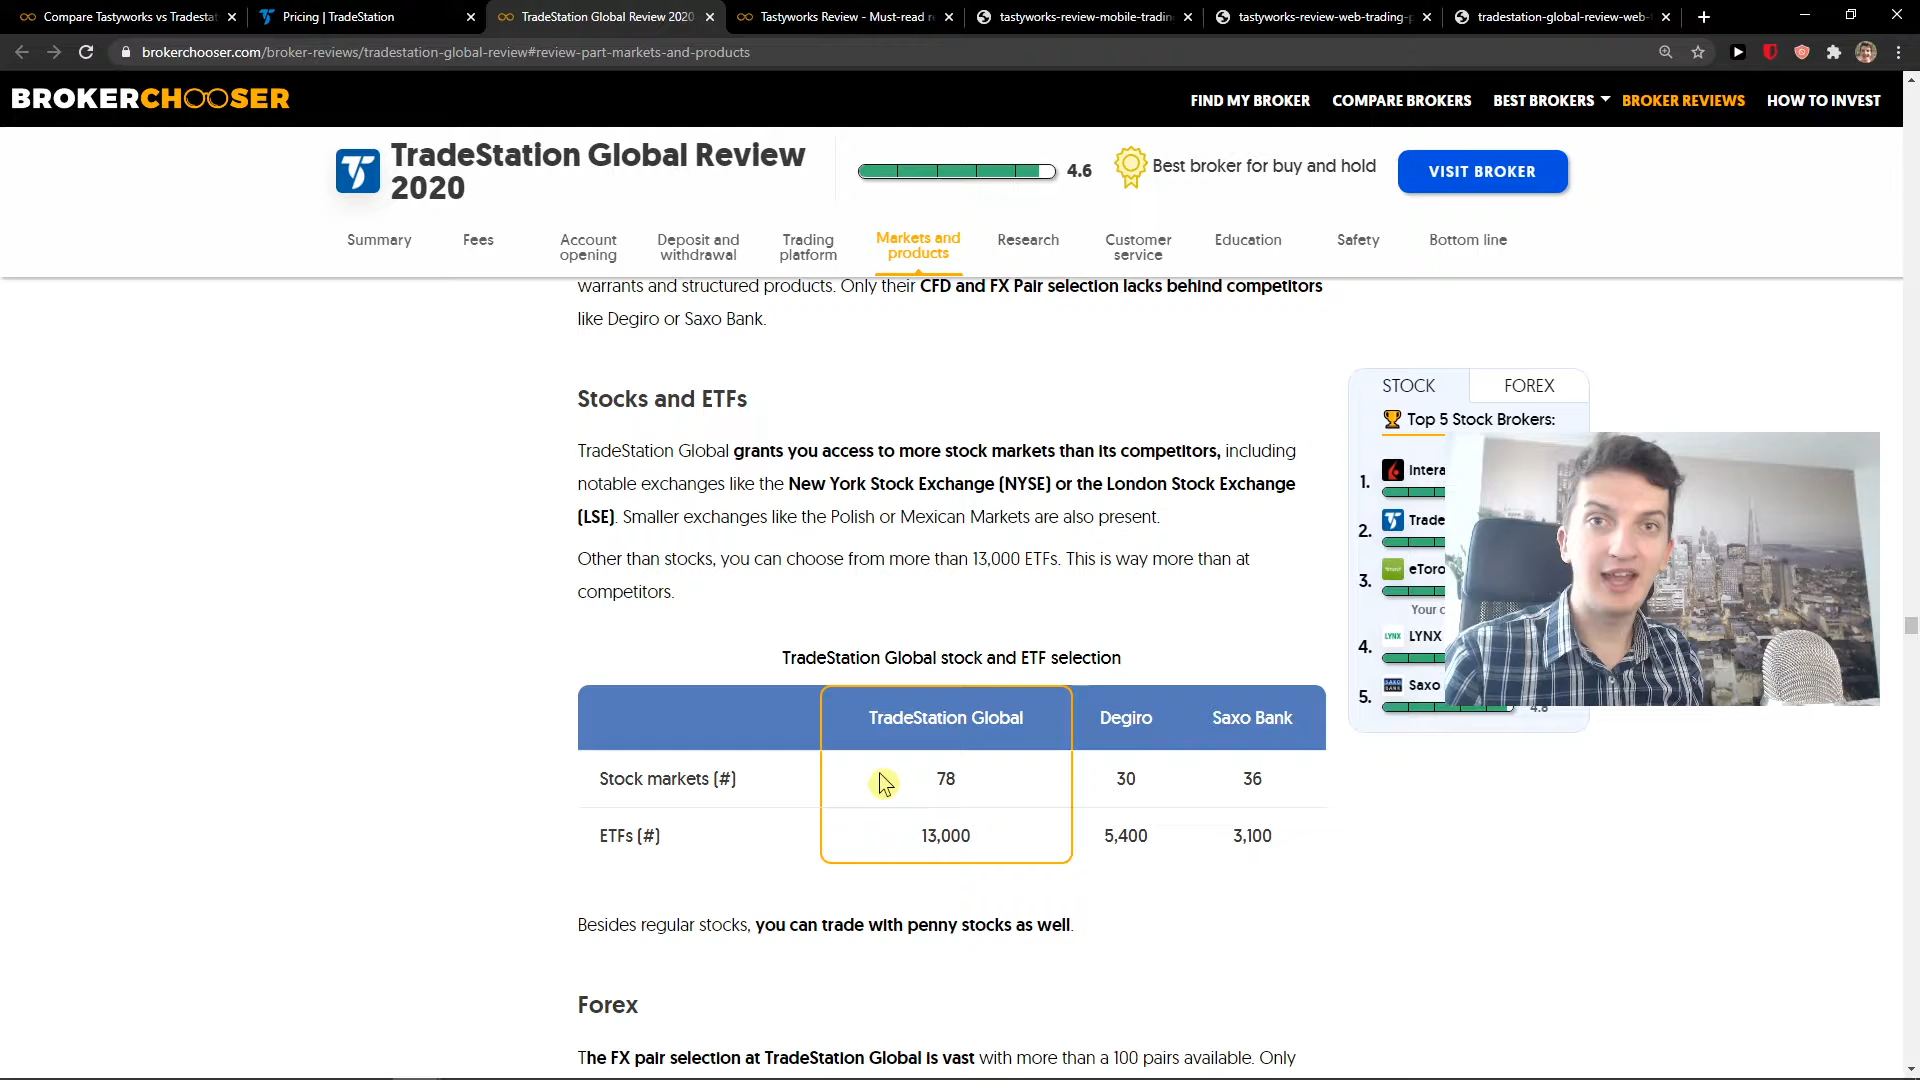 Compare Tastyworks vs Tradesta
Pricing | TradeStation
TradeStation Global Review 2020
Tastyworks Review - Must-read r
tastyworks-review-mobile-tradin
tastyworks-review-web-trading-p
tradestation-global-review-web-
brokerchooser.com/broker-reviews/tradestation-global-review#review-part-markets-and-products
BROKERCHOOSER
FIND MY BROKER
COMPARE BROKERS
BEST BROKERS
BROKER REVIEWS
HOW TO INVEST
TradeStation Global Review
2020
4.6
Best broker for buy and hold
VISIT BROKER
Summary
Fees
Account
opening
Deposit and
withdrawal
Trading
platform
Markets and
products
Research
Customer
service
Education
Safety
Bottom line
warrants and structured products. Only their CFD and FX Pair selection lacks behind competitors
like Degiro or Saxo Bank.
Stocks and ETFs
TradeStation Global grants you access to more stock markets than its competitors, including
notable exchanges like the New York Stock Exchange (NYSE) or the London Stock Exchange
(LSE). Smaller exchanges like the Polish or Mexican Markets are also present.
Other than stocks, you can choose from more than 13,000 ETFs. This is way more than at
competitors.
TradeStation Global stock and ETF selection
TradeStation Global Degiro Saxo Bank
Stock markets (#) 78 30 36
ETFs (#) 13,000 5,400 3,100
Besides regular stocks, you can trade with penny stocks as well.
Forex
The FX pair selection at TradeStation Global is vast with more than a 100 pairs available. Only
STOCK
FOREX
Top 5 Stock Brokers:
1. Intera
2. Trade
3. eToro
Your c
4. LYNX LYNX
5. SAXO BANK Saxo
4.8